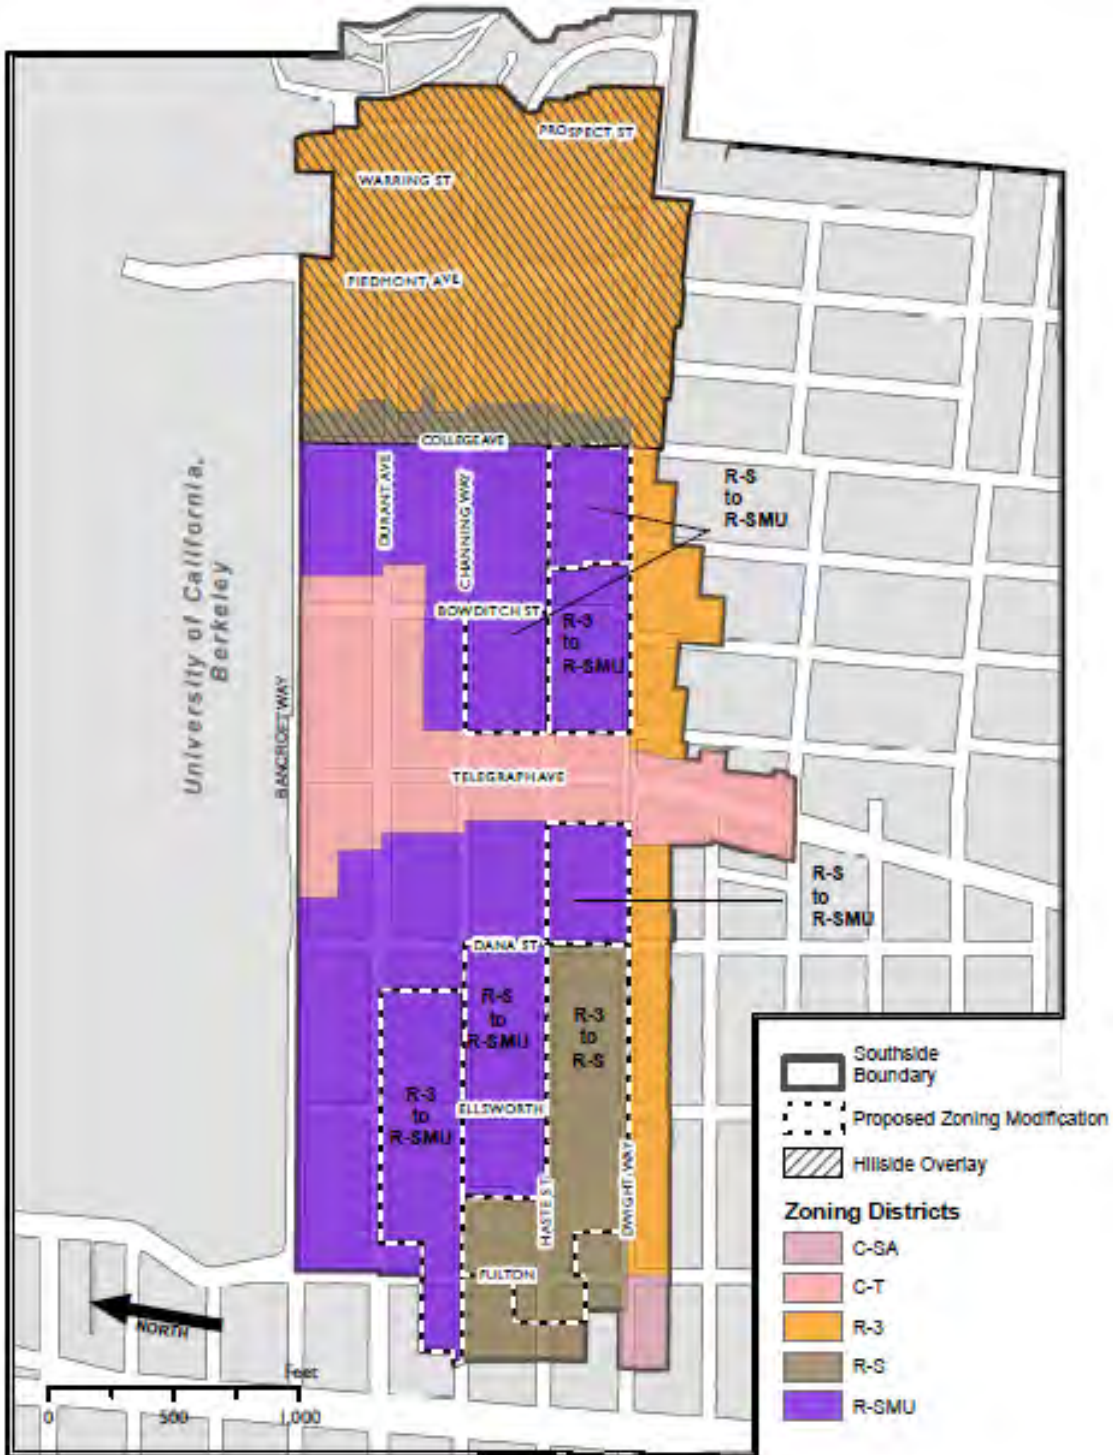 PROSPECT ST
WARRING ST
PIEDMONT AVE
COLLEGE AVE
DURANT AVE
CHANNING WAY
R-S
to
R-SMU
University of California,
Berkeley
BOWDITCH ST
R-3
to
R-SMU
BANCROFT WAY
TELEGRAPH AVE
R-S
to
R-SMU
DANA ST
R-S
to
R-SMU
R-3
to
R-S
R-3
to
R-SMU
ELLSWORTH
HASTE ST
DWIGHT WAY
FULTON
NORTH
Feet
0 500 1,000
Southside
Boundary
Proposed Zoning Modification
Hillside Overlay
Zoning Districts
C-SA
C-T
R-3
R-S
R-SMU